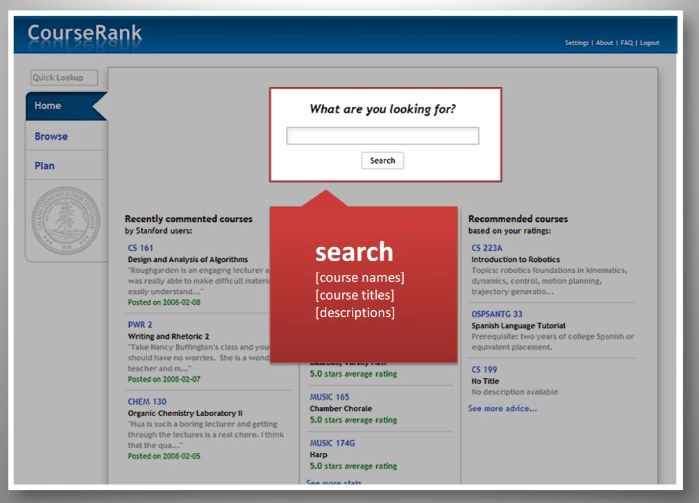 CourseRank
Settings | About | FAQ | Logout
Quick Lookup
Home
Browse
Plan
What are you looking for?
Search
search
[course names]
[course titles]
[descriptions]
Recently commented courses
by Stanford users:
CS 161
Design and Analysis of Algorithms
"Roughgarden is an engaging lecturer
was really able to make difficult
easily understand..."
Posted on 2008-02-08
PWR 2
Writing and Rhetoric 2
"Take Nancy Buffington's class and you
should have no worries. She is a
teacher and m..."
Posted on 2008-02-07
CHEM 130
Organic Chemistry Laboratory II
"Hua is such a boring lecturer and getting
through the lectures is a real chore. I think
that the qua..."
Posted on 2008-02-05
5.0 stars average rating
MUSIC 165
Chamber Chorale
5.0 stars average rating
MUSIC 174G
Harp
5.0 stars average rating
See more stats
Recommended courses
based on your ratings:
CS 223A
Introduction to Robotics
Topics: robotics foundations in kinematics,
dynamics, control, motion planning,
trajectory generatio...
OSPSANTG 33
Spanish Language Tutorial
Prerequisite: two years of college Spanish or
equivalent placement.
CS 199
No Title
No description available
See more advice...